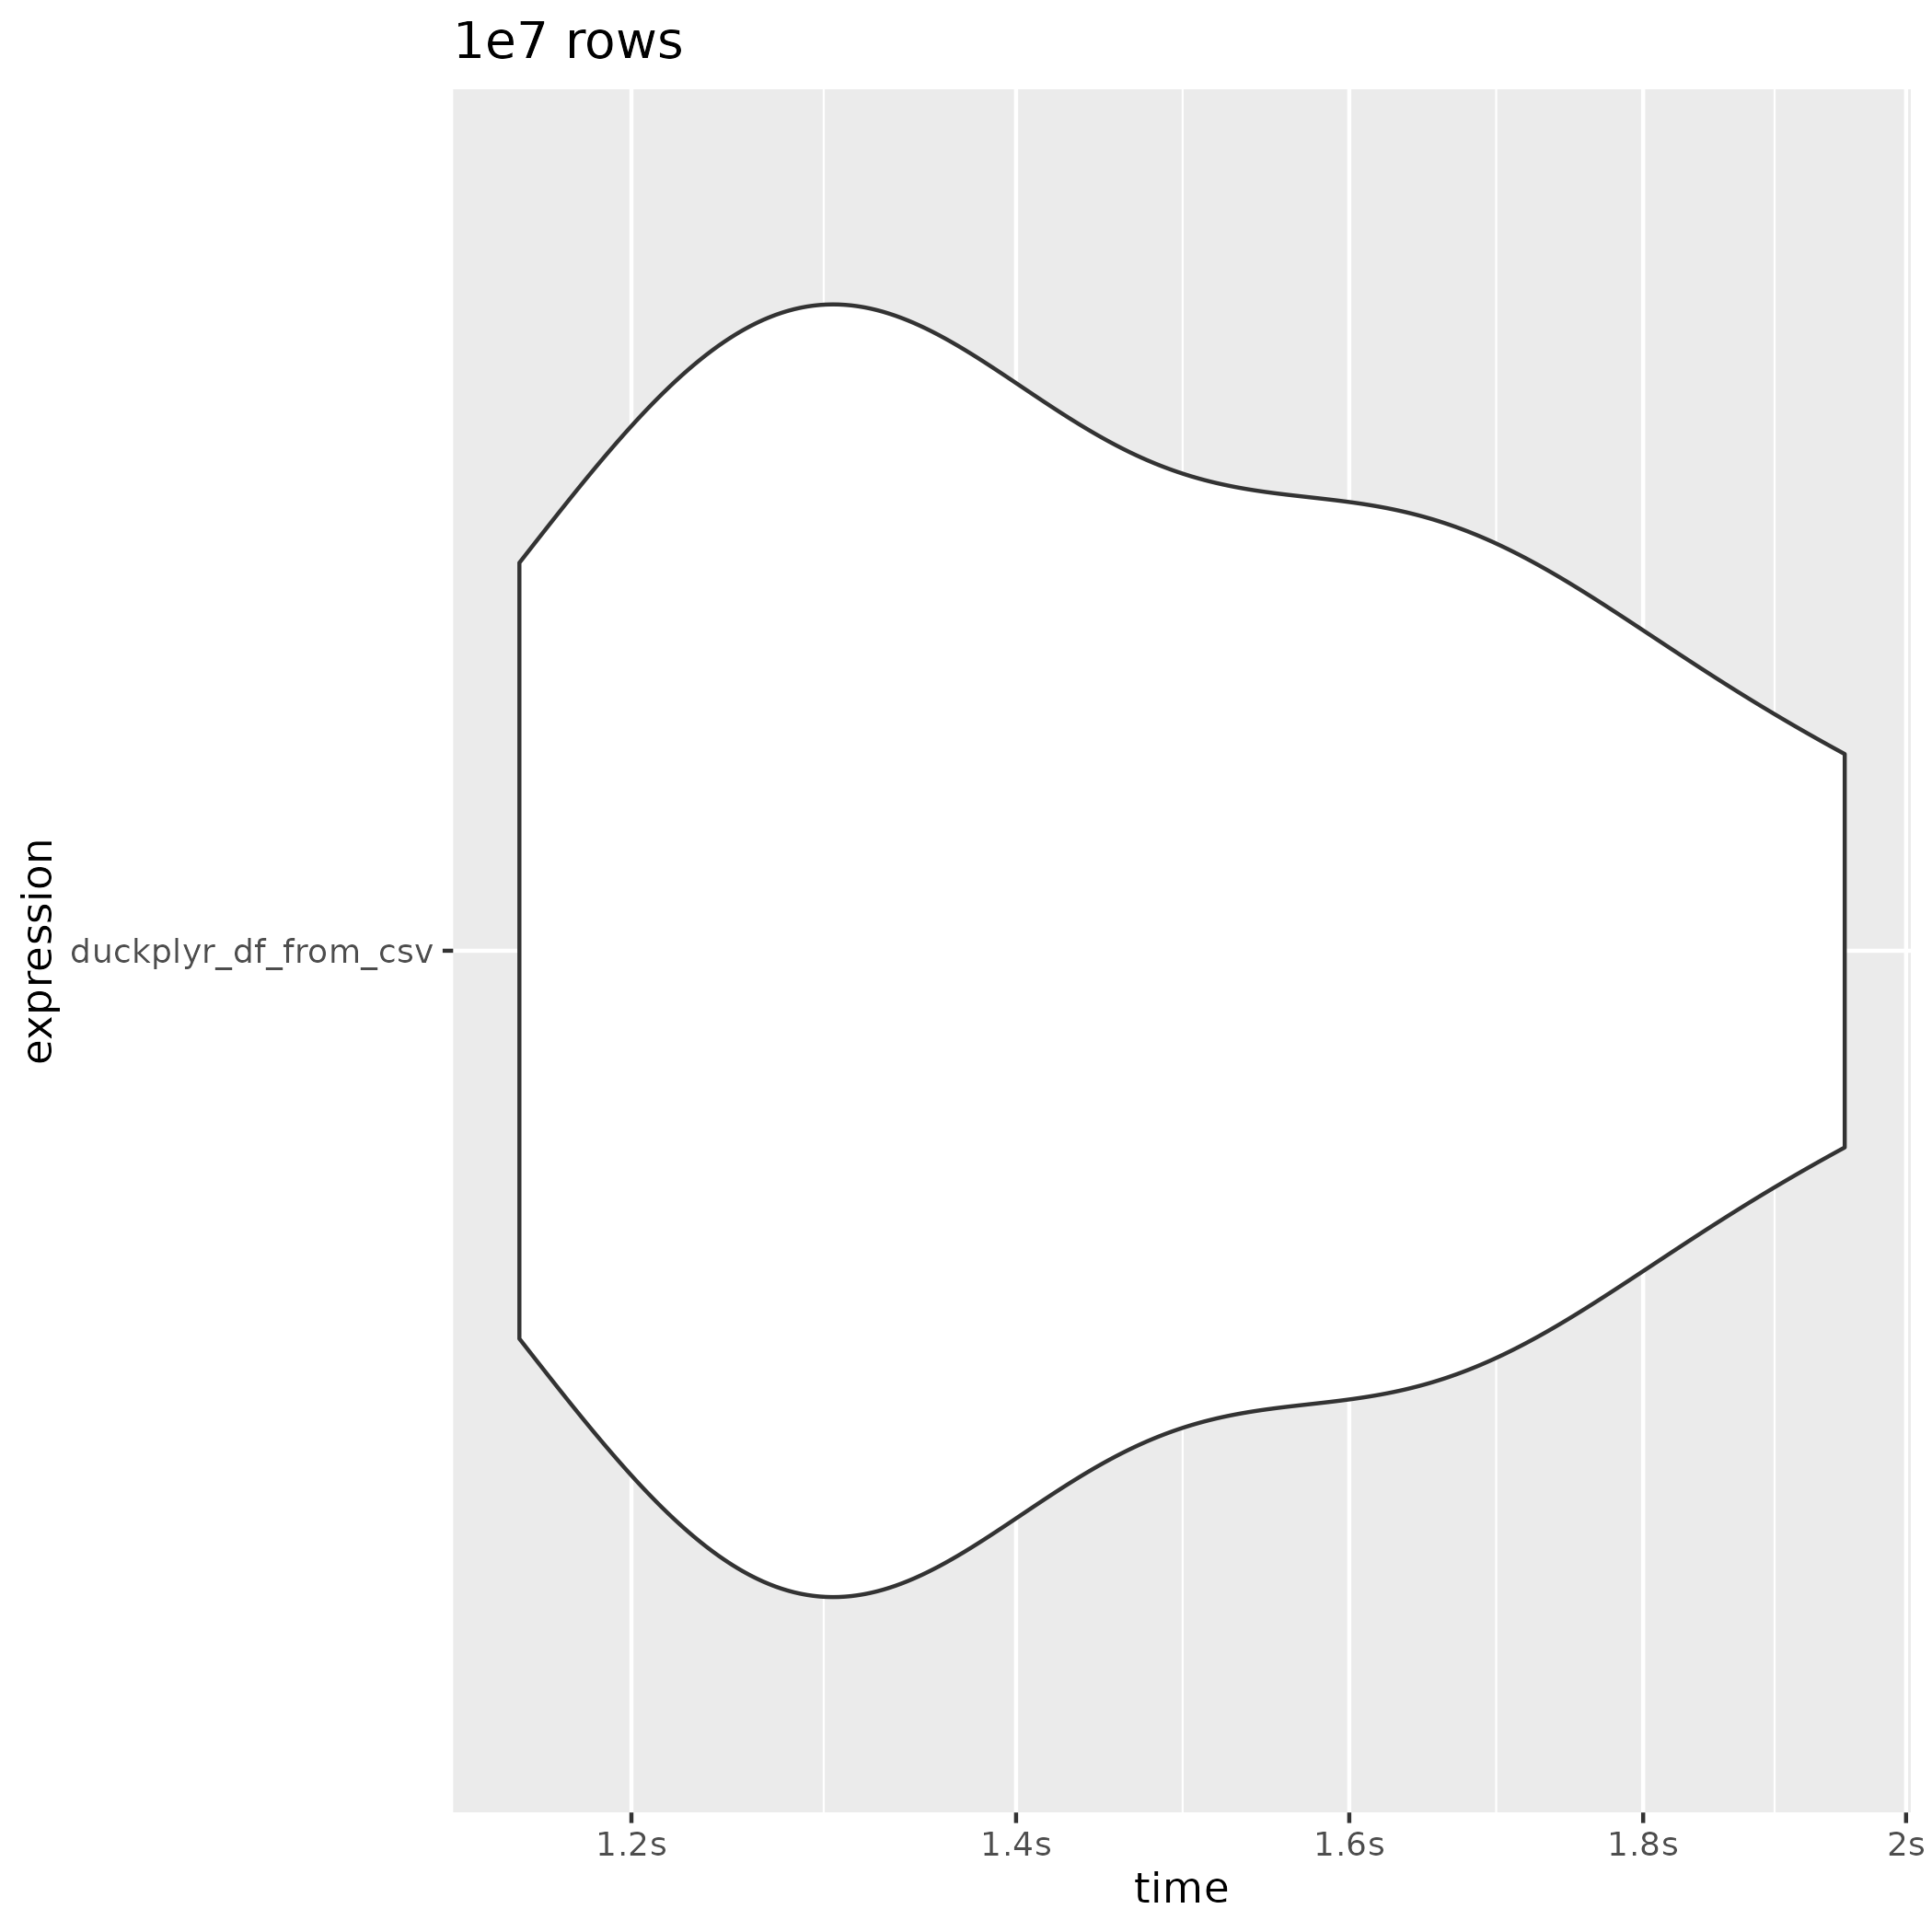 1e7 rows
expression
duckplyr_df_from_csv
1.2s 1.4s 1.6s 1.8s 2s
time